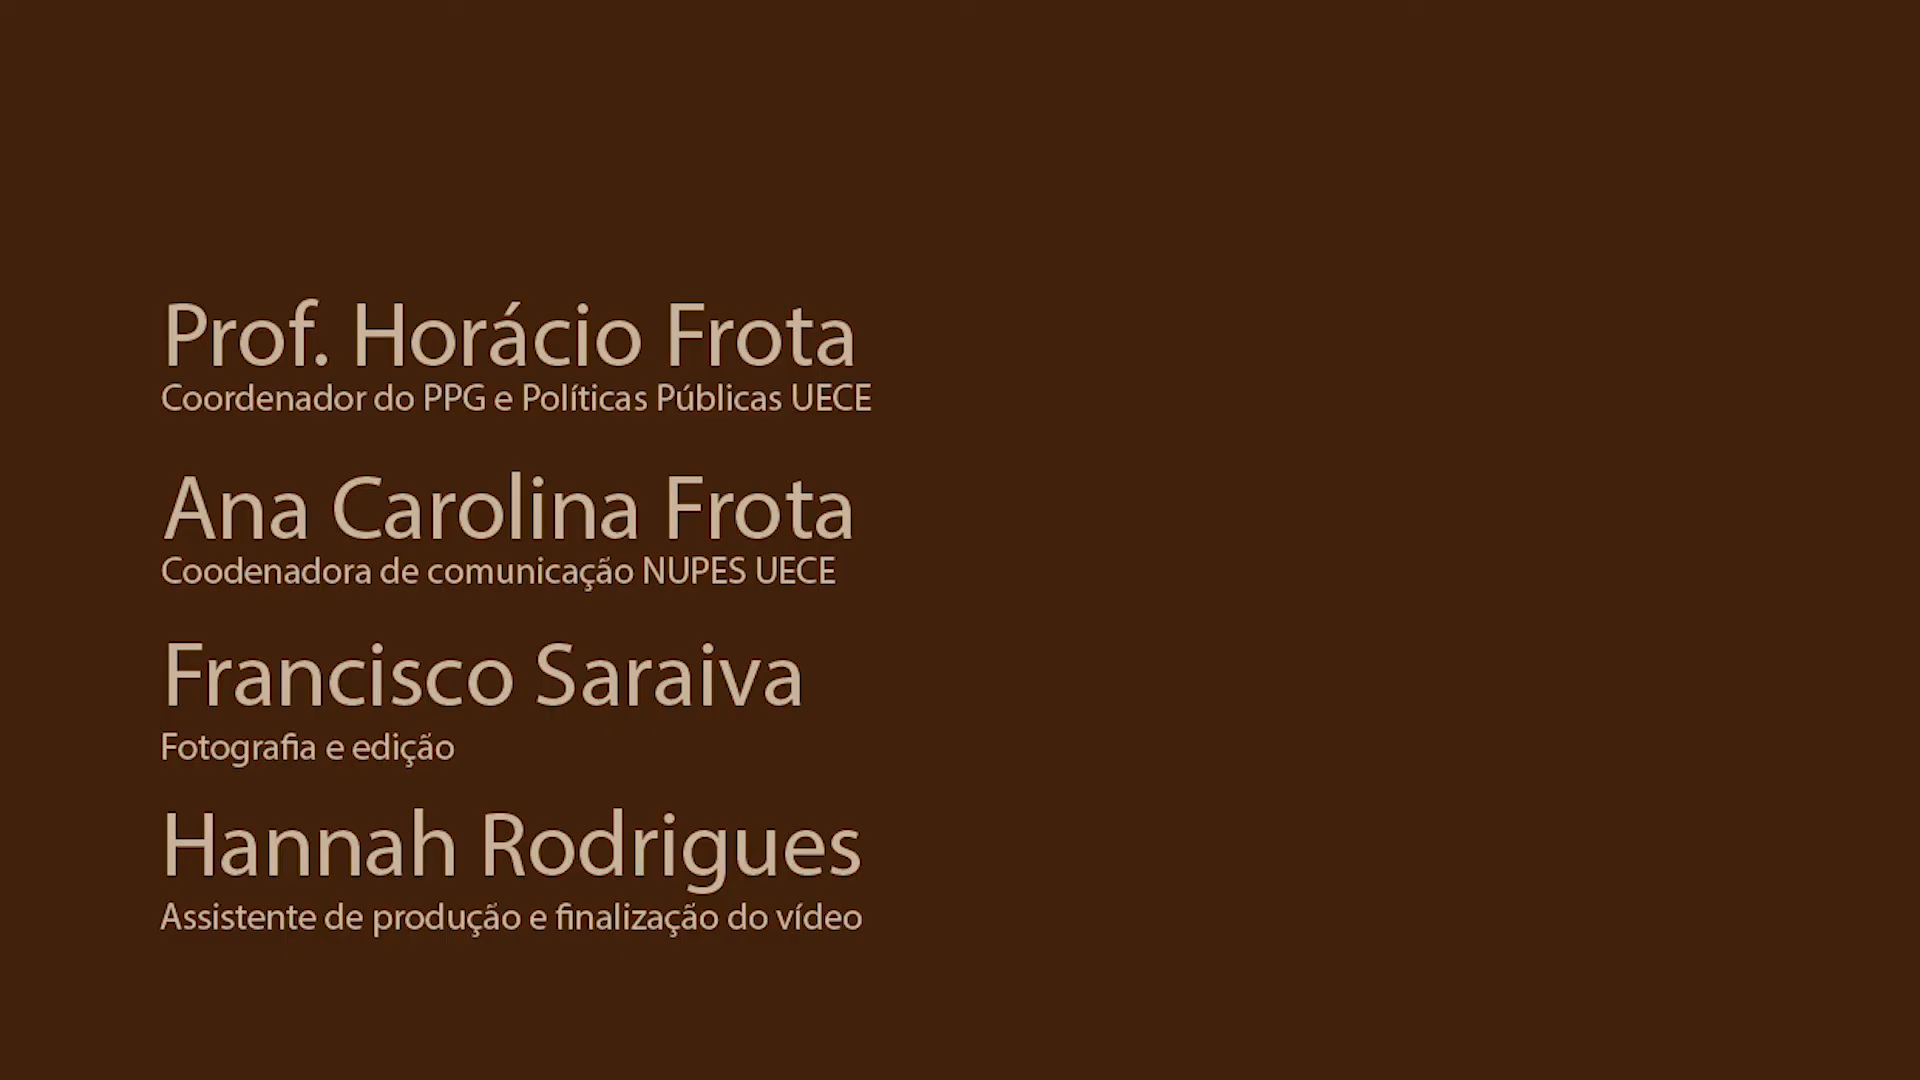 Prof. Horácio Frota
Coordenador do PPG e Políticas Públicas UECE
Ana Carolina Frota
Coodenadora de comunicação NUPES UECE
Francisco Saraiva
Fotografia e edição
Hannah Rodrigues
Assistente de produção e finalização do vídeo